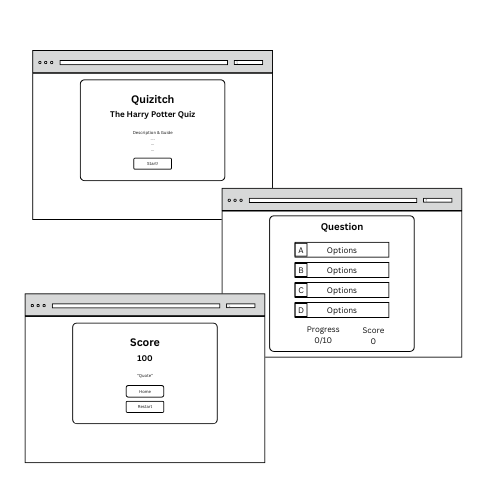 Quizitch
The Harry Potter Quiz
Description & Guide
...
...
...
Start!
Question
A Options
B Options
C Options
D Options
Progress Score
0/10 0
Score
100
"Quote"
Home
Restart